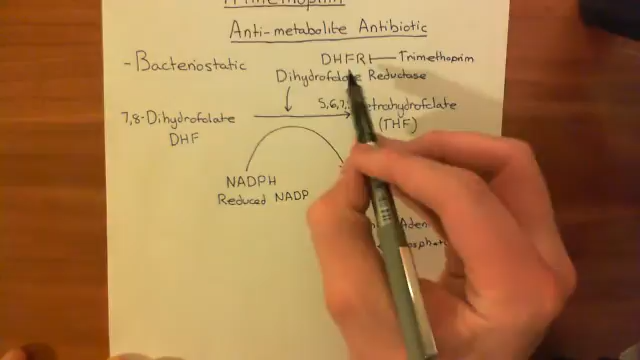 Trimethoprim
Anti-metabolite Antibiotic
-Bacteriostatic
DHFR Trimethoprim
Dihydrofolate Reductase
7,8-Dihydrofolate
DHF
5,6,7,
(THF)
NADPH
Reduced NADP